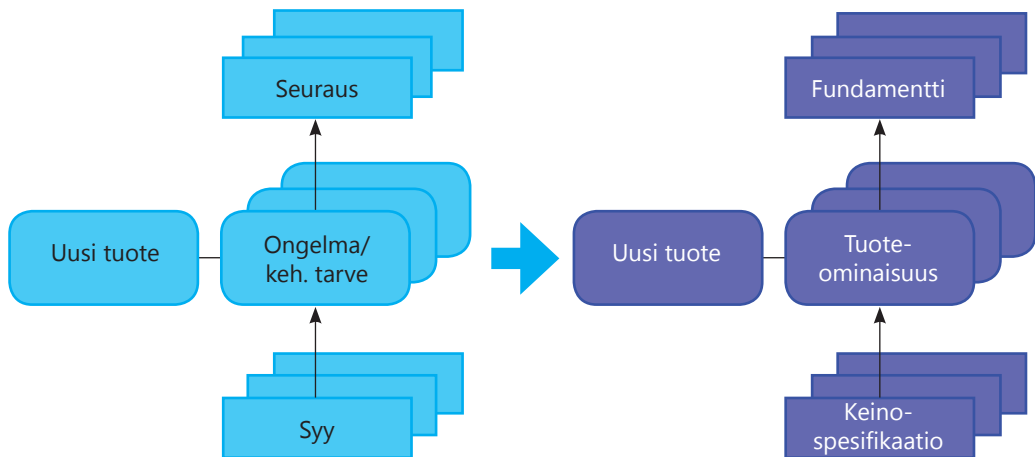 Seuraus
Uusi tuote
Ongelma/
keh. tarve
Syy
Fundamentti
Uusi tuote
Tuote-
ominaisuus
Keino-
spesifikaatio